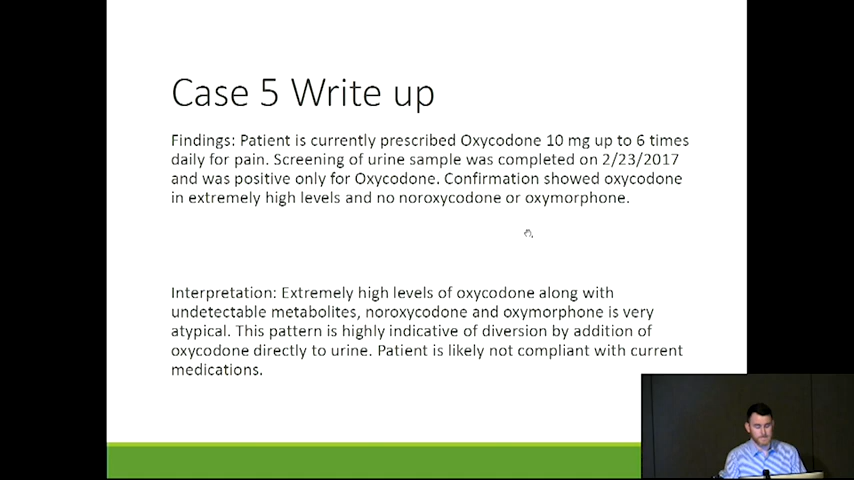 Case 5 Write up
Findings: Patient is currently prescribed Oxycodone 10 mg up to 6 times
daily for pain. Screening of urine sample was completed on 2/23/2017
and was positive only for Oxycodone. Confirmation showed oxycodone
in extremely high levels and no noroxycodone or oxymorphone.
Interpretation: Extremely high levels of oxycodone along with
undetectable metabolites, noroxycodone and oxymorphone is very
atypical. This pattern is highly indicative of diversion by addition of
oxycodone directly to urine. Patient is likely not compliant with current
medications.